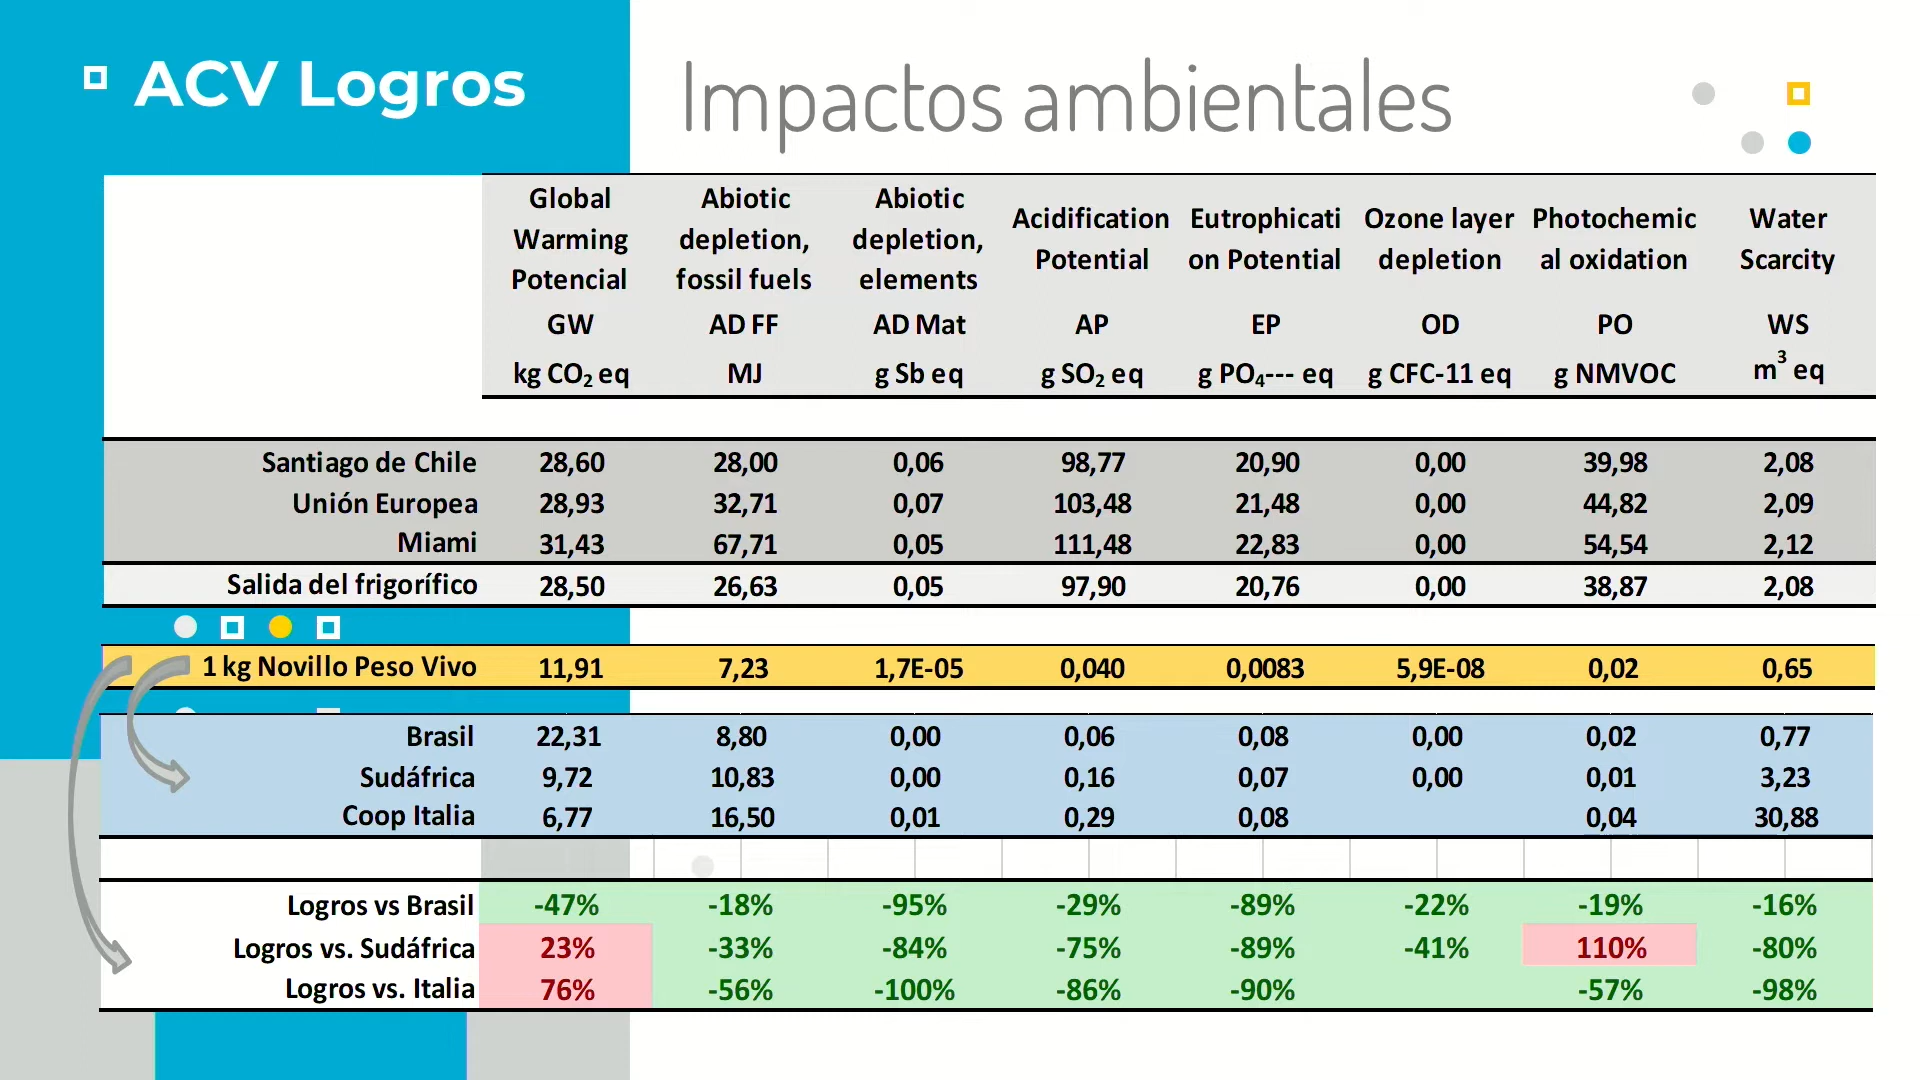 ACV Logros
Impactos ambientales
Global Warming Potencial | Abiotic depletion, fossil fuels | Abiotic depletion, elements | Acidification Potential | Eutrophicati on Potential | Ozone layer depletion | Photochemic al oxidation | Water Scarcity
GW | AD FF | AD Mat | AP | EP | OD | PO | WS
kg CO₂ eq | MJ | g Sb eq | g SO₂ eq | g PO₄--- eq | g CFC-11 eq | g NMVOC | m³ eq
Santiago de Chile 28,60 28,00 0,06 98,77 20,90 0,00 39,98 2,08
Unión Europea 28,93 32,71 0,07 103,48 21,48 0,00 44,82 2,09
Miami 31,43 67,71 0,05 111,48 22,83 0,00 54,54 2,12
Salida del frigorífico 28,50 26,63 0,05 97,90 20,76 0,00 38,87 2,08
1 kg Novillo Peso Vivo 11,91 7,23 1,7E-05 0,040 0,0083 5,9E-08 0,02 0,65
Brasil 22,31 8,80 0,00 0,06 0,08 0,00 0,02 0,77
Sudáfrica 9,72 10,83 0,00 0,16 0,07 0,00 0,01 3,23
Coop Italia 6,77 16,50 0,01 0,29 0,08 0,04 30,88
Logros vs Brasil -47% -18% -95% -29% -89% -22% -19% -16%
Logros vs. Sudáfrica 23% -33% -84% -75% -89% -41% 110% -80%
Logros vs. Italia 76% -56% -100% -86% -90% -57% -98%